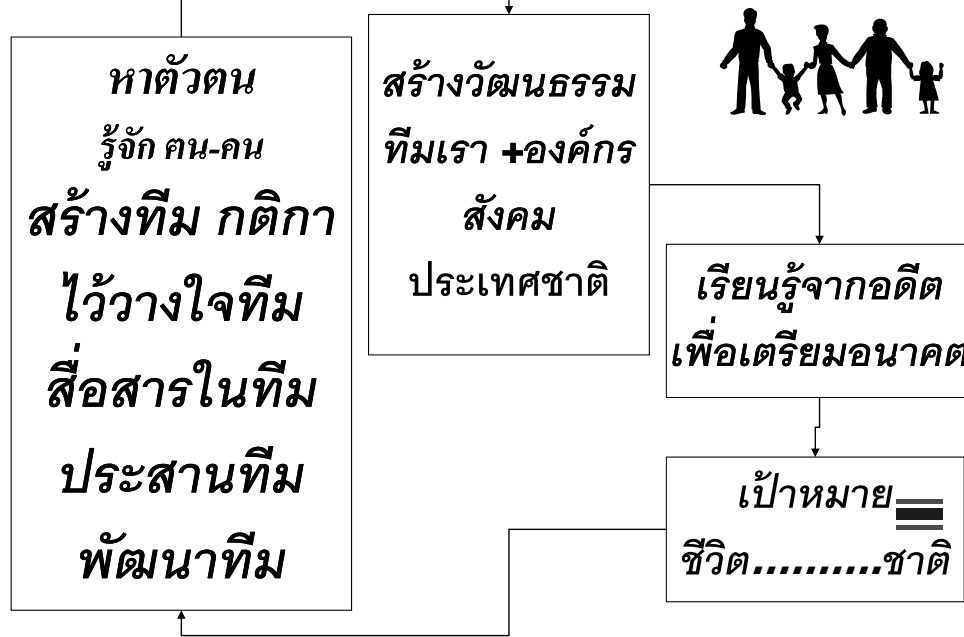 หาตัวตน
รู้จัก ฅน-คน
สร้างทีม กติกา
ไว้วางใจทีม
สื่อสารในทีม
ประสานทีม
พัฒนาทีม
สร้างวัฒนธรรม
ทีมเรา +องค์กร
สังคม
ประเทศชาติ
เรียนรู้จากอดีต
เพื่อเตรียมอนาคต
เป้าหมาย
ชีวิต..........ชาติ